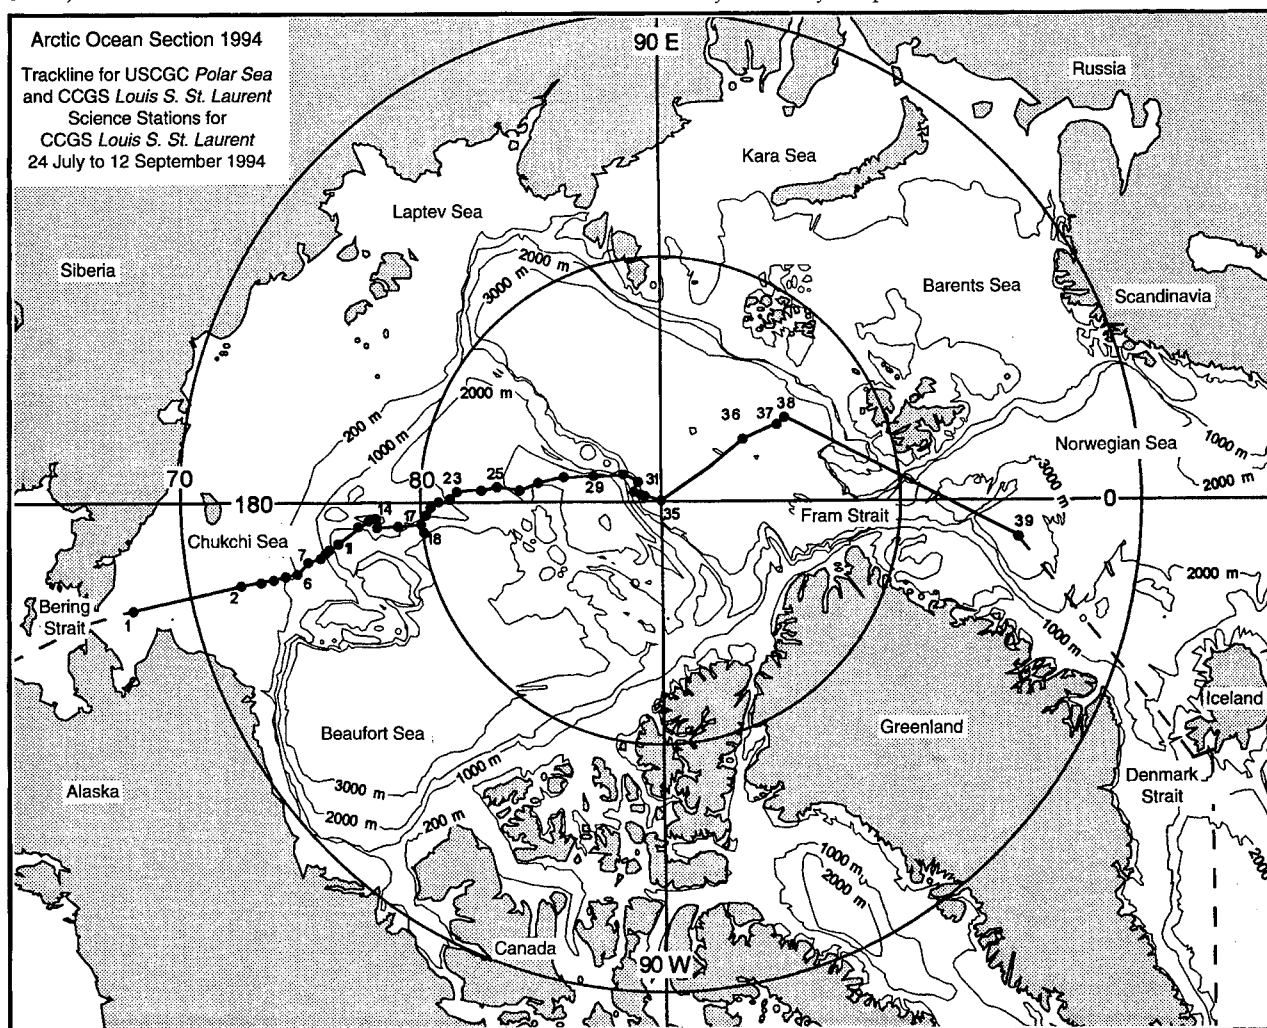 90 E
Arctic Ocean Section 1994
Trackline for USCGC Polar Sea
and CCGS Louis S. St. Laurent
Science Stations for
CCGS Louis S. St. Laurent
24 July to 12 September 1994
Russia
Kara Sea
Laptev Sea
Siberia
2000 m
3000 m
Barents Sea
Scandinavia
2000 m
200 m
1000 m
36
37
38
Norwegian Sea
1000 m
2000 m
3000 m
70
180
80
23
25
29
31
35
0
14
17
18
Fram Strait
39
Chukchi Sea
7
1
6
2
1
Bering
Strait
2000 m
1000 m
Iceland
Greenland
Beaufort Sea
3000 m
1000 m
2000 m
200 m
Alaska
Denmark
Strait
1000 m
2000 m
Canada
90 W